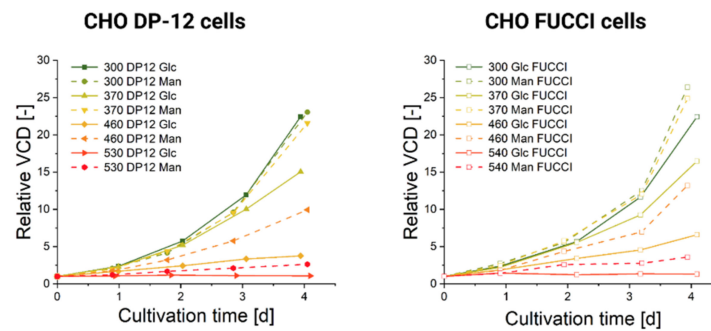 CHO DP-12 cells
30
25
20
15
10
5
0
Relative VCD [-]
300 DP12 Glc
300 DP12 Man
370 DP12 Glc
370 DP12 Man
460 DP12 Glc
460 DP12 Man
530 DP12 Glc
530 DP12 Man
0 1 2 3 4 5
Cultivation time [d]
CHO FUCCI cells
30
25
20
15
10
5
0
Relative VCD [-]
300 Glc FUCCI
300 Man FUCCI
370 Glc FUCCI
370 Man FUCCI
460 Glc FUCCI
460 Man FUCCI
540 Glc FUCCI
540 Man FUCCI
0 1 2 3 4 5
Cultivation time [d]